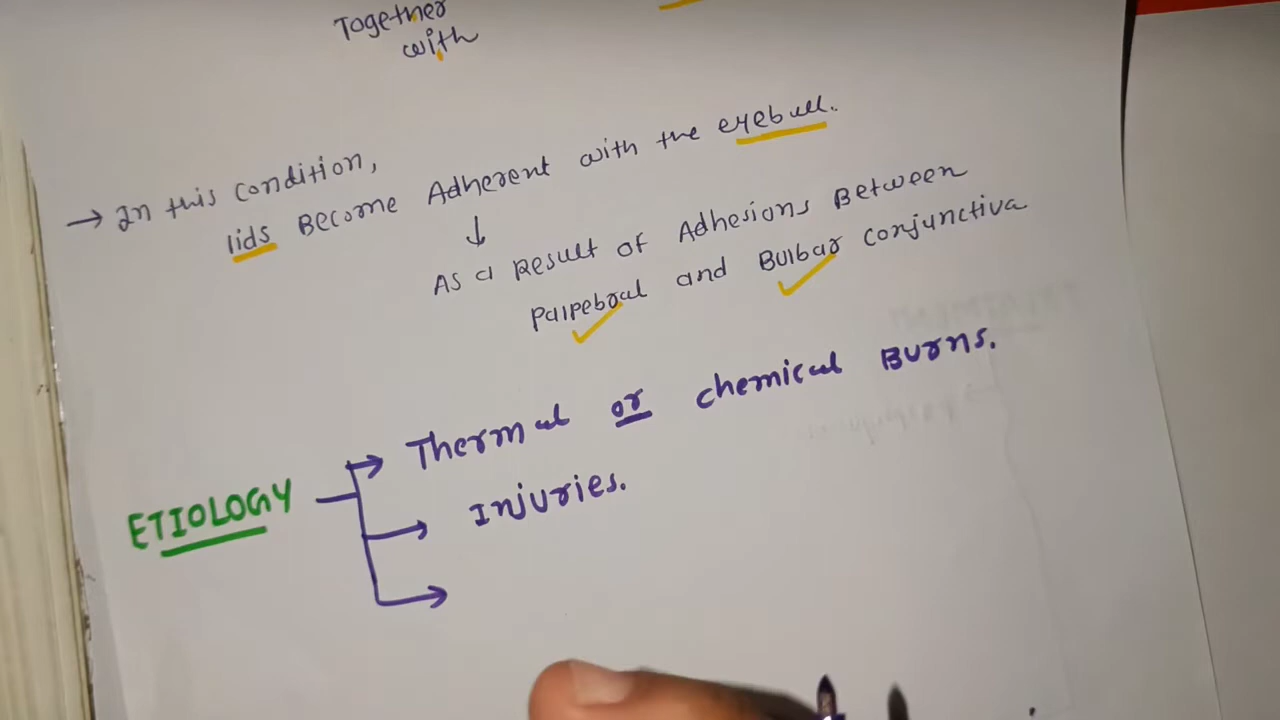 Together
with
→ In this condition,
lids Become Adherent with the eyebull.
↓
As a Result of Adhesions Between
palpebral and Bulbar conjunctiva
ETIOLOGY → Thermal or chemical Burns.
→ Injuries.
→